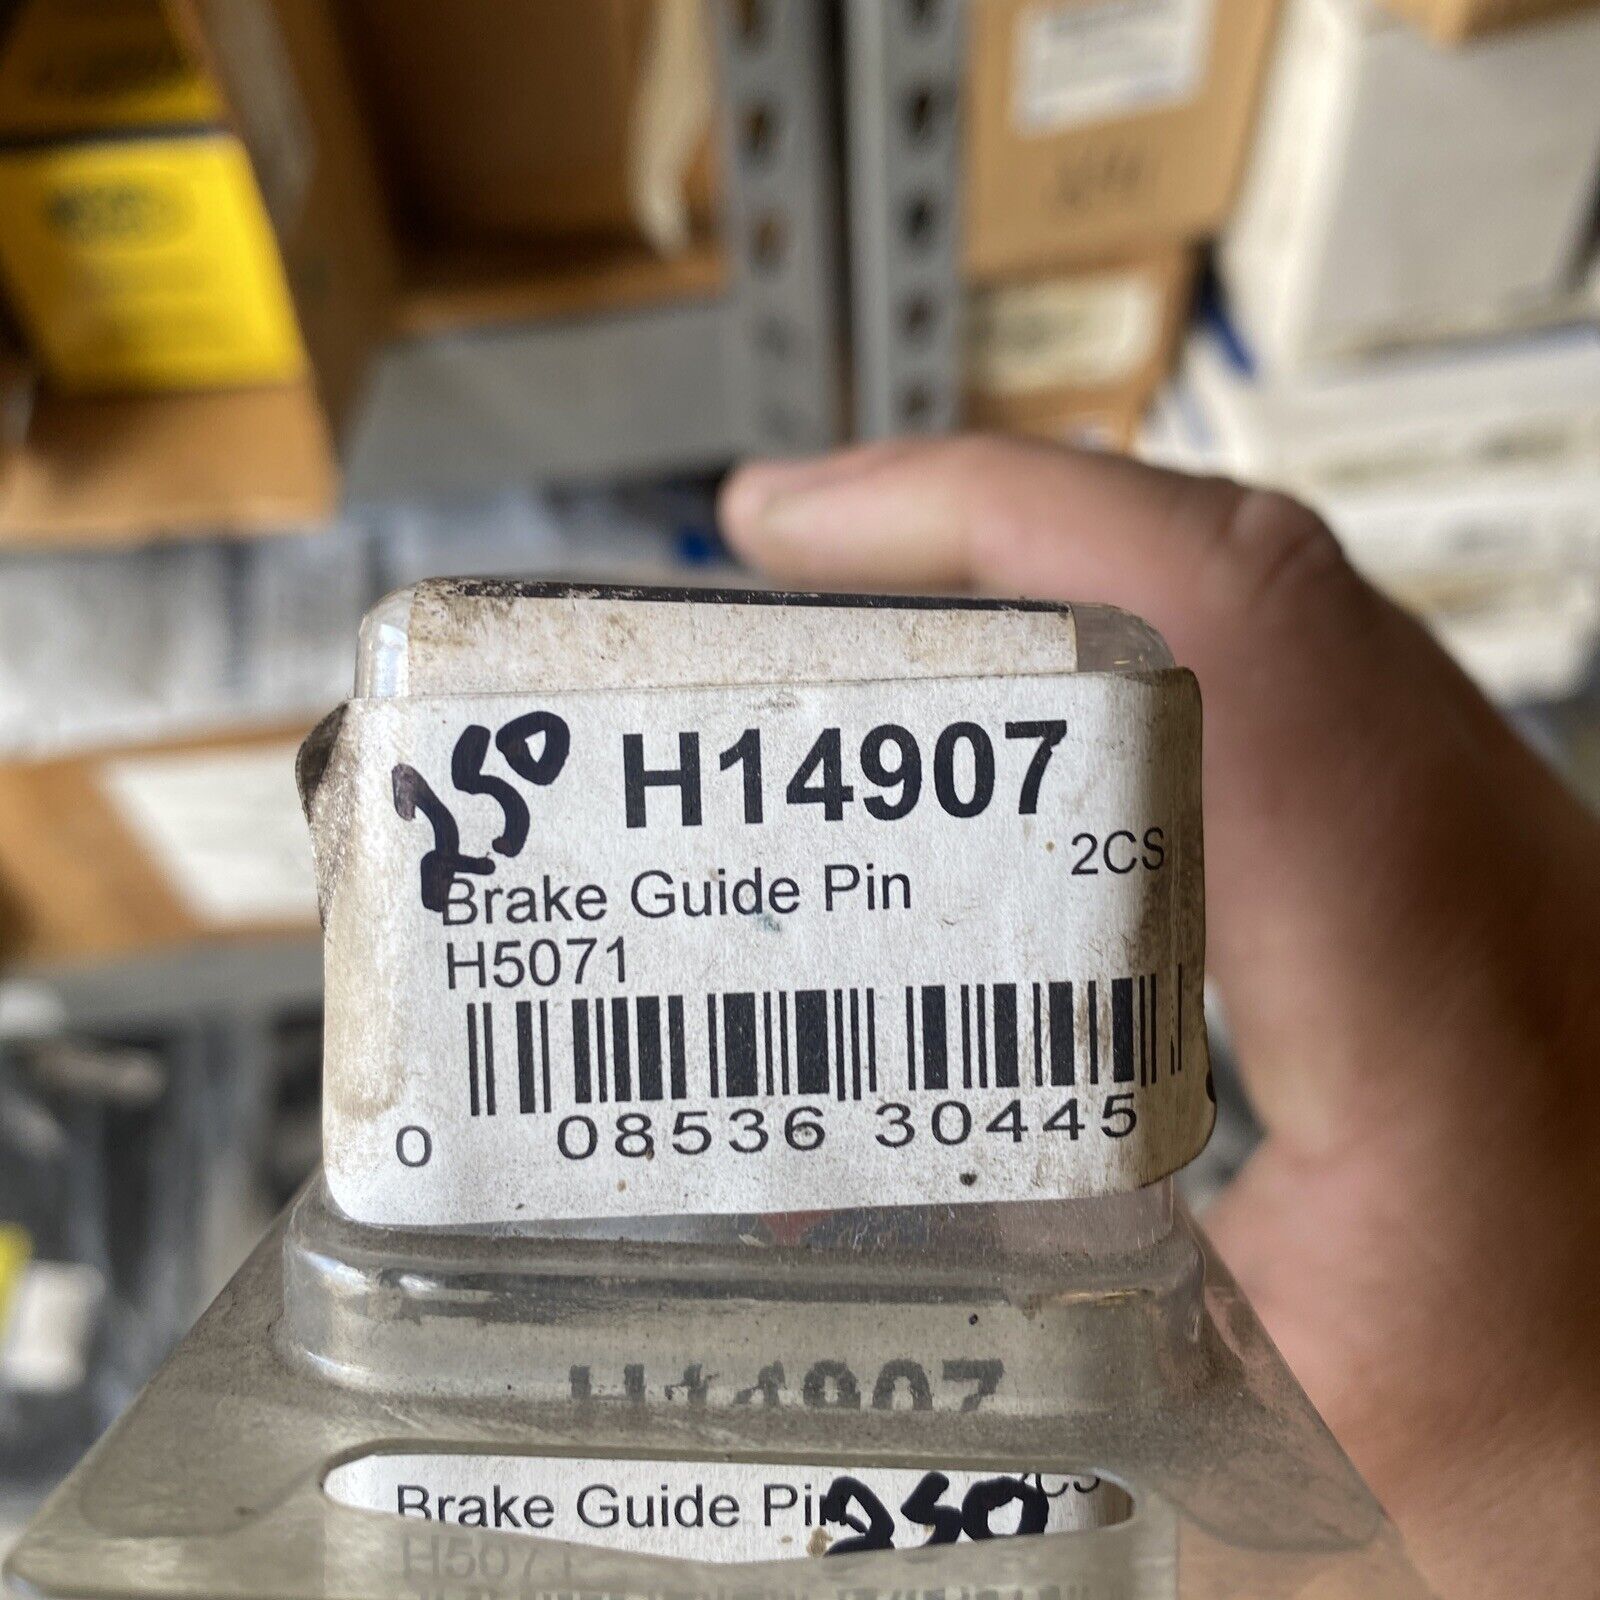 250 H14907
2CS
Brake Guide Pin
H5071
0 08536 30445
H14907
Brake Guide Pin 250
H5071